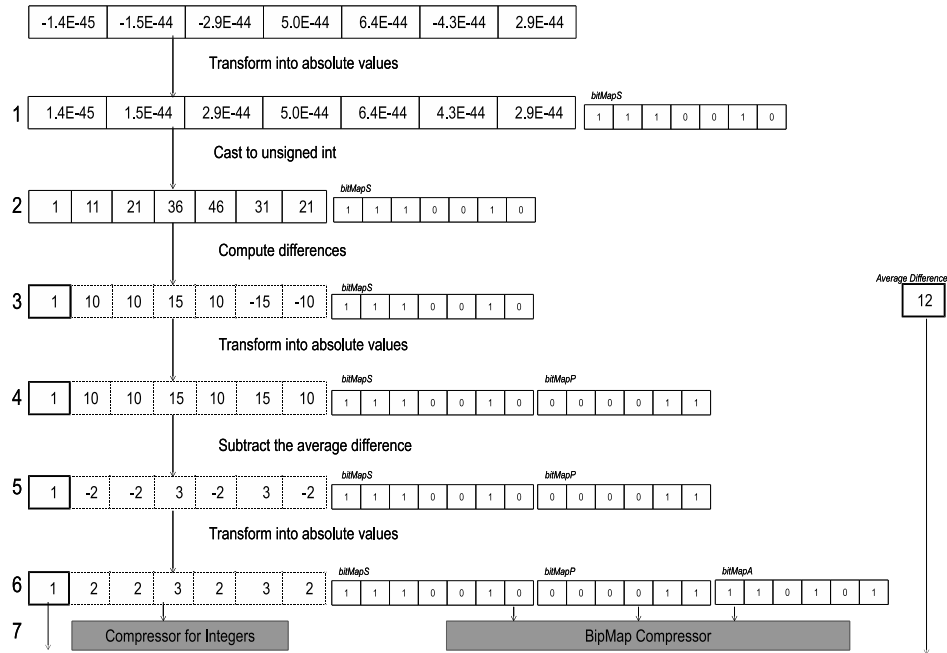 -1.4E-45 -1.5E-44 -2.9E-44 5.0E-44 6.4E-44 -4.3E-44 2.9E-44
Transform into absolute values
bitMapS
1 1.4E-45 1.5E-44 2.9E-44 5.0E-44 6.4E-44 4.3E-44 2.9E-44 1 1 1 0 0 1 0
Cast to unsigned int
bitMapS
2 1 11 21 36 46 31 21 1 1 1 0 0 1 0
Compute differences
bitMapS Average Difference
3 1 10 10 15 10 -15 -10 1 1 1 0 0 1 0 12
Transform into absolute values
bitMapS bitMapP
4 1 10 10 15 10 15 10 1 1 1 0 0 1 0 0 0 0 0 1 1
Subtract the average difference
bitMapS bitMapP
5 1 -2 -2 3 -2 3 -2 1 1 1 0 0 1 0 0 0 0 0 1 1
Transform into absolute values
bitMapS bitMapP bitMapA
6 1 2 2 3 2 3 2 1 1 1 0 0 1 0 0 0 0 0 1 1 1 1 0 1 0 1
7 Compressor for Integers BipMap Compressor